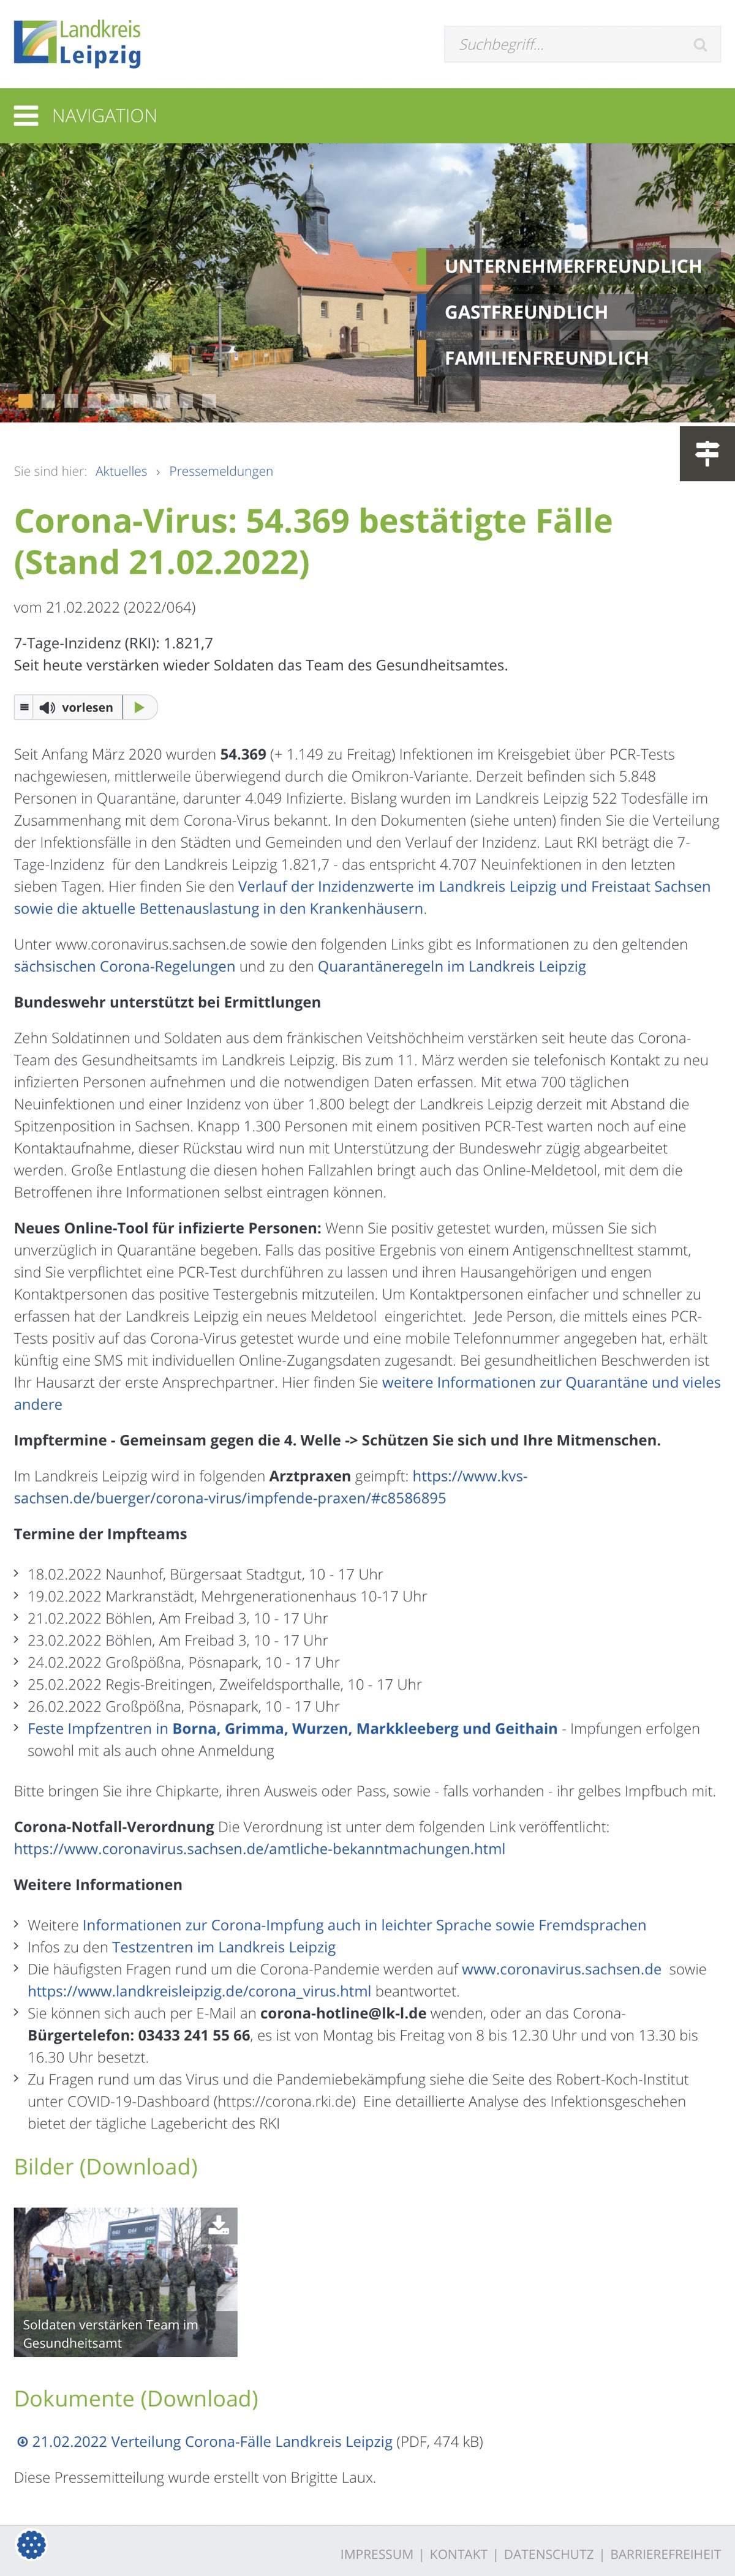 Landkreis
Leipzig
Suchbegriff...
NAVIGATION
UNTERNEHMERFREUNDLICH
GASTFREUNDLICH
FAMILIENFREUNDLICH
Sie sind hier: Aktuelles › Pressemeldungen
Corona-Virus: 54.369 bestätigte Fälle
(Stand 21.02.2022)
vom 21.02.2022 (2022/064)
7-Tage-Inzidenz (RKI): 1.821,7
Seit heute verstärken wieder Soldaten das Team des Gesundheitsamtes.
vorlesen
Seit Anfang März 2020 wurden 54.369 (+ 1.149 zu Freitag) Infektionen im Kreisgebiet über PCR-Tests
nachgewiesen, mittlerweile überwiegend durch die Omikron-Variante. Derzeit befinden sich 5.848
Personen in Quarantäne, darunter 4.049 Infizierte. Bislang wurden im Landkreis Leipzig 522 Todesfälle im
Zusammenhang mit dem Corona-Virus bekannt. In den Dokumenten (siehe unten) finden Sie die Verteilung
der Infektionsfälle in den Städten und Gemeinden und den Verlauf der Inzidenz. Laut RKI beträgt die 7-
Tage-Inzidenz  für den Landkreis Leipzig 1.821,7 - das entspricht 4.707 Neuinfektionen in den letzten
sieben Tagen. Hier finden Sie den Verlauf der Inzidenzwerte im Landkreis Leipzig und Freistaat Sachsen
sowie die aktuelle Bettenauslastung in den Krankenhäusern.
Unter www.coronavirus.sachsen.de sowie den folgenden Links gibt es Informationen zu den geltenden
sächsischen Corona-Regelungen und zu den Quarantäneregeln im Landkreis Leipzig
Bundeswehr unterstützt bei Ermittlungen
Zehn Soldatinnen und Soldaten aus dem fränkischen Veitshöchheim verstärken seit heute das Corona-
Team des Gesundheitsamts im Landkreis Leipzig. Bis zum 11. März werden sie telefonisch Kontakt zu neu
infizierten Personen aufnehmen und die notwendigen Daten erfassen. Mit etwa 700 täglichen
Neuinfektionen und einer Inzidenz von über 1.800 belegt der Landkreis Leipzig derzeit mit Abstand die
Spitzenposition in Sachsen. Knapp 1.300 Personen mit einem positiven PCR-Test warten noch auf eine
Kontaktaufnahme, dieser Rückstau wird nun mit Unterstützung der Bundeswehr zügig abgearbeitet
werden. Große Entlastung die diesen hohen Fallzahlen bringt auch das Online-Meldetool, mit dem die
Betroffenen ihre Informationen selbst eintragen können.
Neues Online-Tool für infizierte Personen: Wenn Sie positiv getestet wurden, müssen Sie sich
unverzüglich in Quarantäne begeben. Falls das positive Ergebnis von einem Antigenschnelltest stammt,
sind Sie verpflichtet eine PCR-Test durchführen zu lassen und ihren Hausangehörigen und engen
Kontaktpersonen das positive Testergebnis mitzuteilen. Um Kontaktpersonen einfacher und schneller zu
erfassen hat der Landkreis Leipzig ein neues Meldetool  eingerichtet.  Jede Person, die mittels eines PCR-
Tests positiv auf das Corona-Virus getestet wurde und eine mobile Telefonnummer angegeben hat, erhält
künftig eine SMS mit individuellen Online-Zugangsdaten zugesandt. Bei gesundheitlichen Beschwerden ist
Ihr Hausarzt der erste Ansprechpartner. Hier finden Sie weitere Informationen zur Quarantäne und vieles
andere
Impftermine - Gemeinsam gegen die 4. Welle -> Schützen Sie sich und Ihre Mitmenschen.
Im Landkreis Leipzig wird in folgenden Arztpraxen geimpft: https://www.kvs-
sachsen.de/buerger/corona-virus/impfende-praxen/#c8586895
Termine der Impfteams
› 18.02.2022 Naunhof, Bürgersaat Stadtgut, 10 - 17 Uhr
› 19.02.2022 Markranstädt, Mehrgenerationenhaus 10-17 Uhr
› 21.02.2022 Böhlen, Am Freibad 3, 10 - 17 Uhr
› 23.02.2022 Böhlen, Am Freibad 3, 10 - 17 Uhr
› 24.02.2022 Großpößna, Pösnapark, 10 - 17 Uhr
› 25.02.2022 Regis-Breitingen, Zweifeldsporthalle, 10 - 17 Uhr
› 26.02.2022 Großpößna, Pösnapark, 10 - 17 Uhr
› Feste Impfzentren in Borna, Grimma, Wurzen, Markkleeberg und Geithain - Impfungen erfolgen
sowohl mit als auch ohne Anmeldung
Bitte bringen Sie ihre Chipkarte, ihren Ausweis oder Pass, sowie - falls vorhanden - ihr gelbes Impfbuch mit.
Corona-Notfall-Verordnung Die Verordnung ist unter dem folgenden Link veröffentlicht:
https://www.coronavirus.sachsen.de/amtliche-bekanntmachungen.html
Weitere Informationen
› Weitere Informationen zur Corona-Impfung auch in leichter Sprache sowie Fremdsprachen
› Infos zu den Testzentren im Landkreis Leipzig
› Die häufigsten Fragen rund um die Corona-Pandemie werden auf www.coronavirus.sachsen.de  sowie
https://www.landkreisleipzig.de/corona_virus.html beantwortet.
› Sie können sich auch per E-Mail an corona-hotline@lk-l.de wenden, oder an das Corona-
Bürgertelefon: 03433 241 55 66, es ist von Montag bis Freitag von 8 bis 12.30 Uhr und von 13.30 bis
16.30 Uhr besetzt.
› Zu Fragen rund um das Virus und die Pandemiebekämpfung siehe die Seite des Robert-Koch-Institut
unter COVID-19-Dashboard (https://corona.rki.de)  Eine detaillierte Analyse des Infektionsgeschehen
bietet der tägliche Lagebericht des RKI
Bilder (Download)
Soldaten verstärken Team im
Gesundheitsamt
Dokumente (Download)
21.02.2022 Verteilung Corona-Fälle Landkreis Leipzig (PDF, 474 kB)
Diese Pressemitteilung wurde erstellt von Brigitte Laux.
IMPRESSUM | KONTAKT | DATENSCHUTZ | BARRIEREFREIHEIT